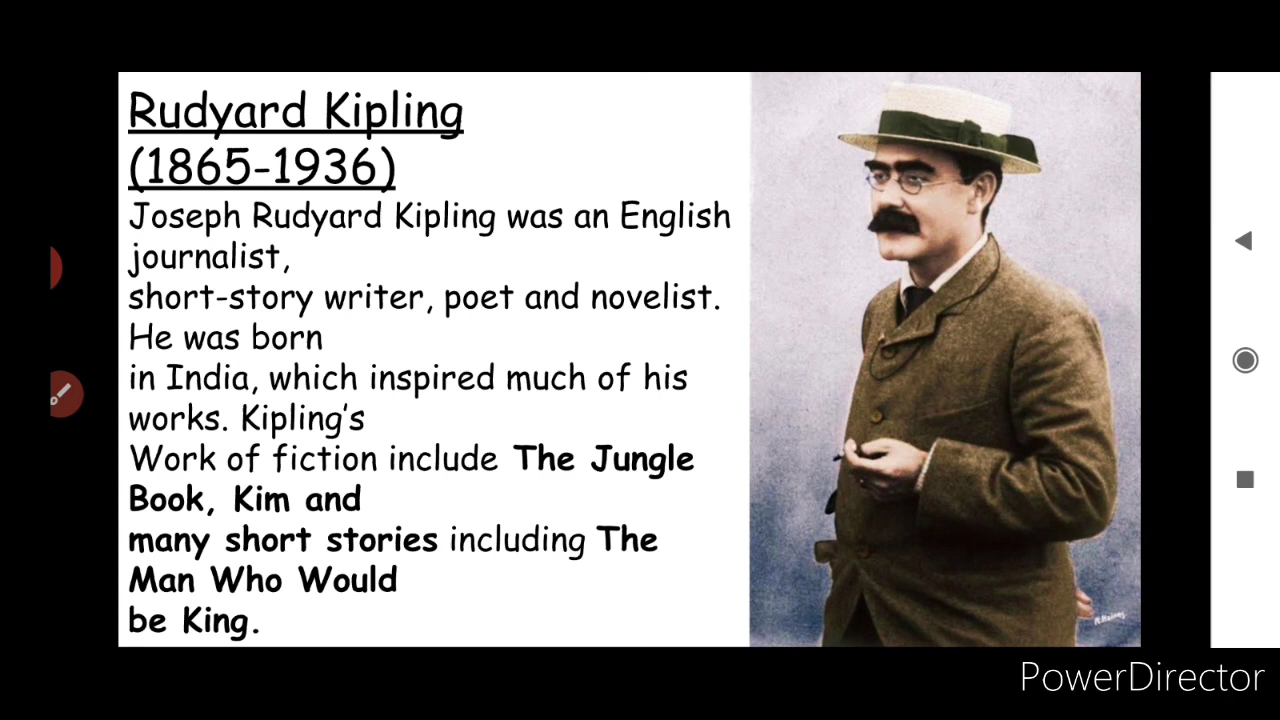 Rudyard Kipling
(1865-1936)
Joseph Rudyard Kipling was an English
journalist,
short-story writer, poet and novelist.
He was born
in India, which inspired much of his
works. Kipling's
Work of fiction include The Jungle
Book, Kim and
many short stories including The
Man Who Would
be King.
PowerDirector